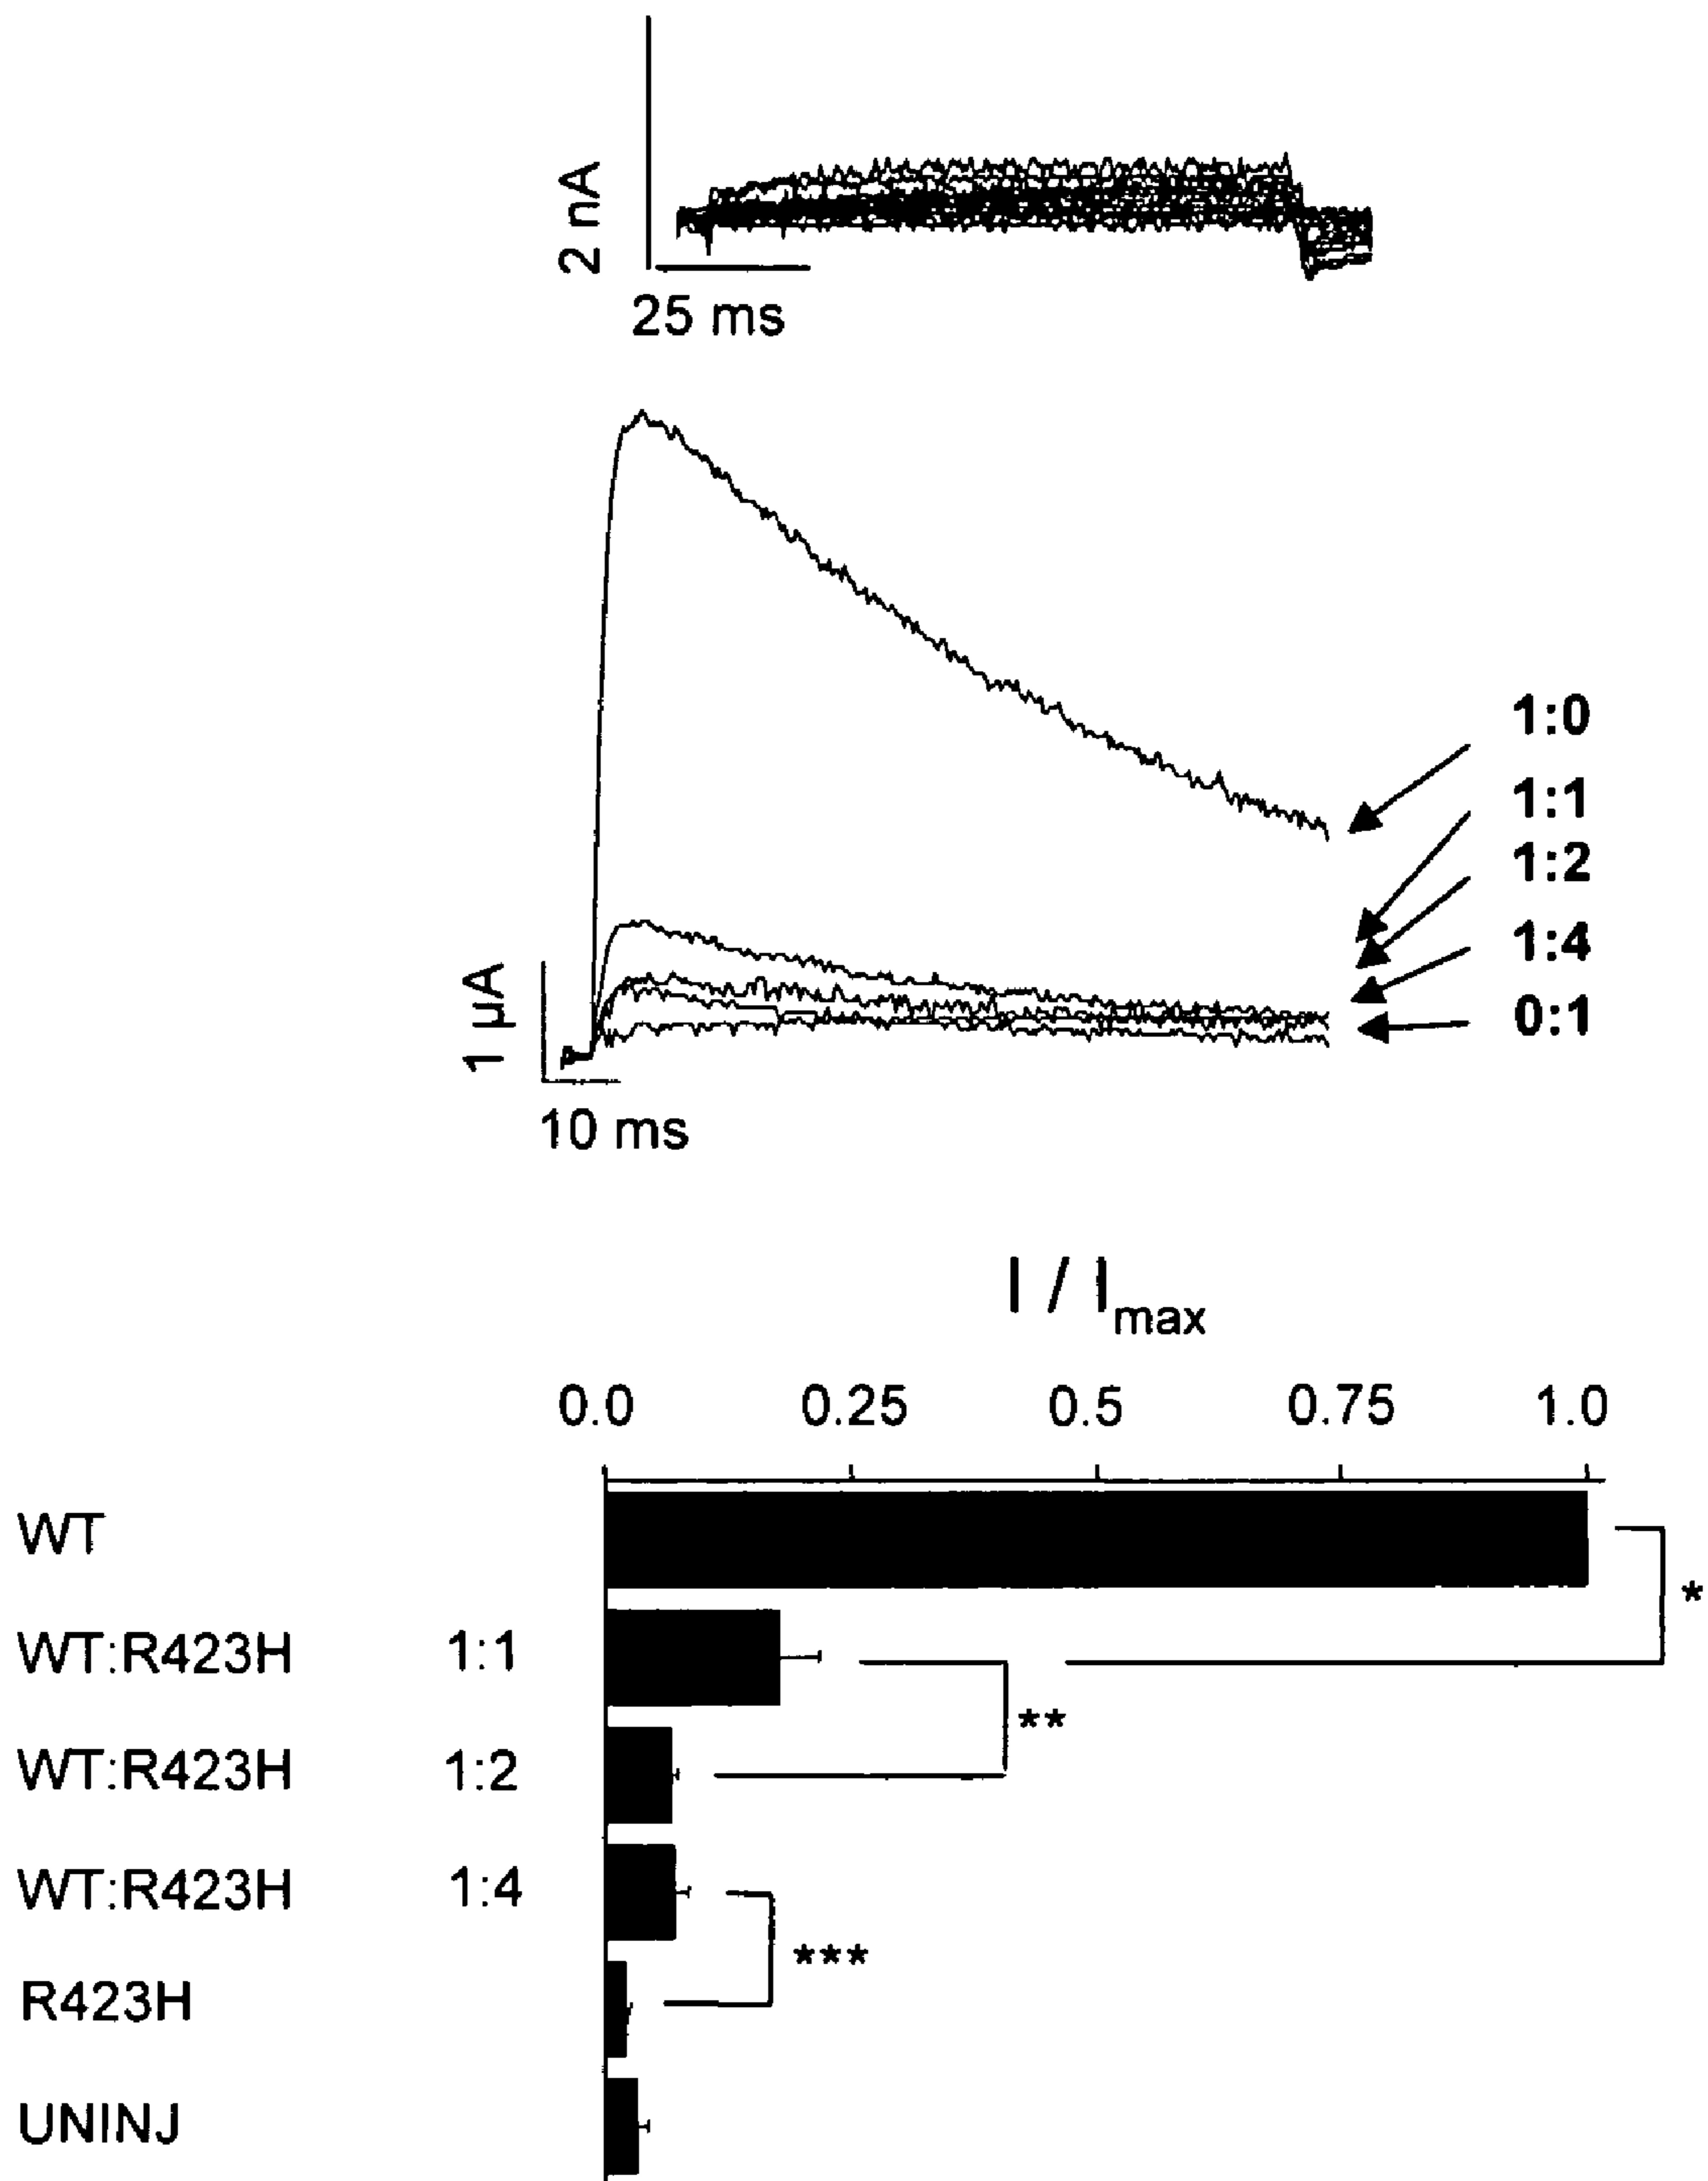 2 nA
25 ms
1:0
1:1
1:2
1:4
0:1
1 µA
10 ms
I / Imax
0.0 0.25 0.5 0.75 1.0
WT
*
WT:R423H 1:1
**
WT:R423H 1:2
WT:R423H 1:4
***
R423H
UNINJ